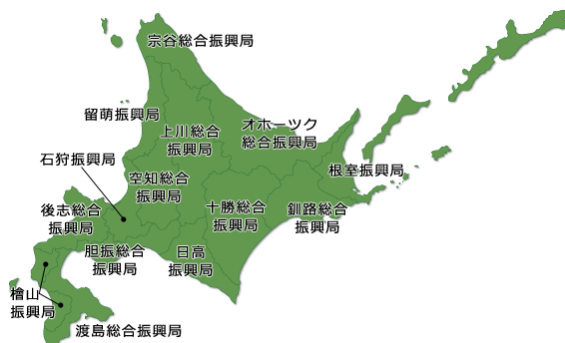 宗谷総合振興局
留萌振興局
上川総合
振興局
オホーツク
総合振興局
石狩振興局
空知総合
振興局
根室振興局
後志総合
振興局
十勝総合
振興局
釧路総合
振興局
胆振総合
振興局
日高
振興局
檜山
振興局
渡島総合振興局